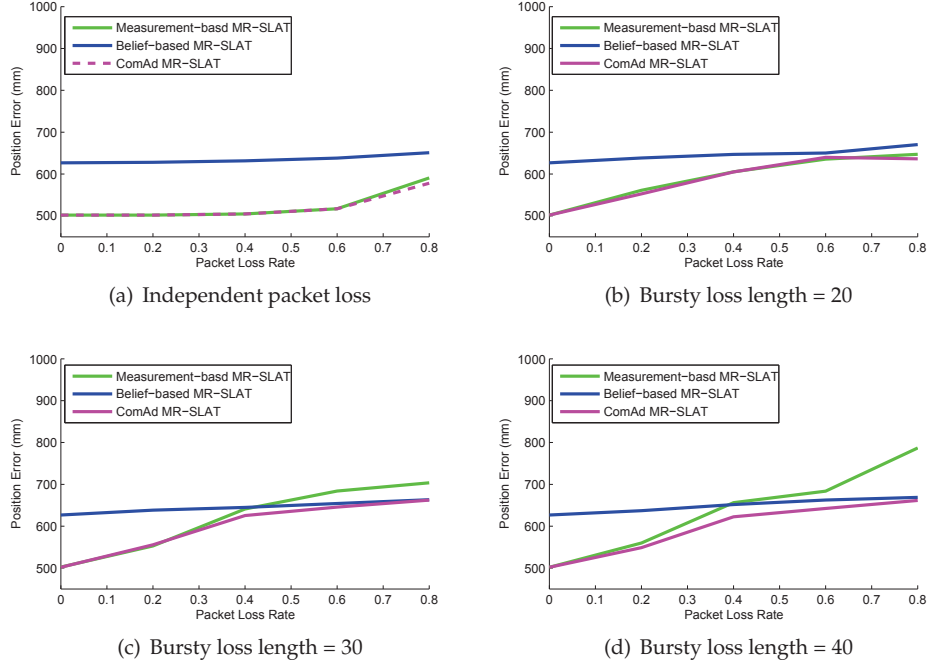 1000
900
800
700
600
500
Position Error (mm)
Measurement−basd MR−SLAT
Belief−based MR−SLAT
ComAd MR−SLAT
0 0.1 0.2 0.3 0.4 0.5 0.6 0.7 0.8
Packet Loss Rate
(a) Independent packet loss
1000
900
800
700
600
500
Position Error (mm)
Measurement−basd MR−SLAT
Belief−based MR−SLAT
ComAd MR−SLAT
0 0.1 0.2 0.3 0.4 0.5 0.6 0.7 0.8
Packet Loss Rate
(b) Bursty loss length = 20
1000
900
800
700
600
500
Position Error (mm)
Measurement−basd MR−SLAT
Belief−based MR−SLAT
ComAd MR−SLAT
0 0.1 0.2 0.3 0.4 0.5 0.6 0.7 0.8
Packet Loss Rate
(c) Bursty loss length = 30
1000
900
800
700
600
500
Position Error (mm)
Measurement−basd MR−SLAT
Belief−based MR−SLAT
ComAd MR−SLAT
0 0.1 0.2 0.3 0.4 0.5 0.6 0.7 0.8
Packet Loss Rate
(d) Bursty loss length = 40